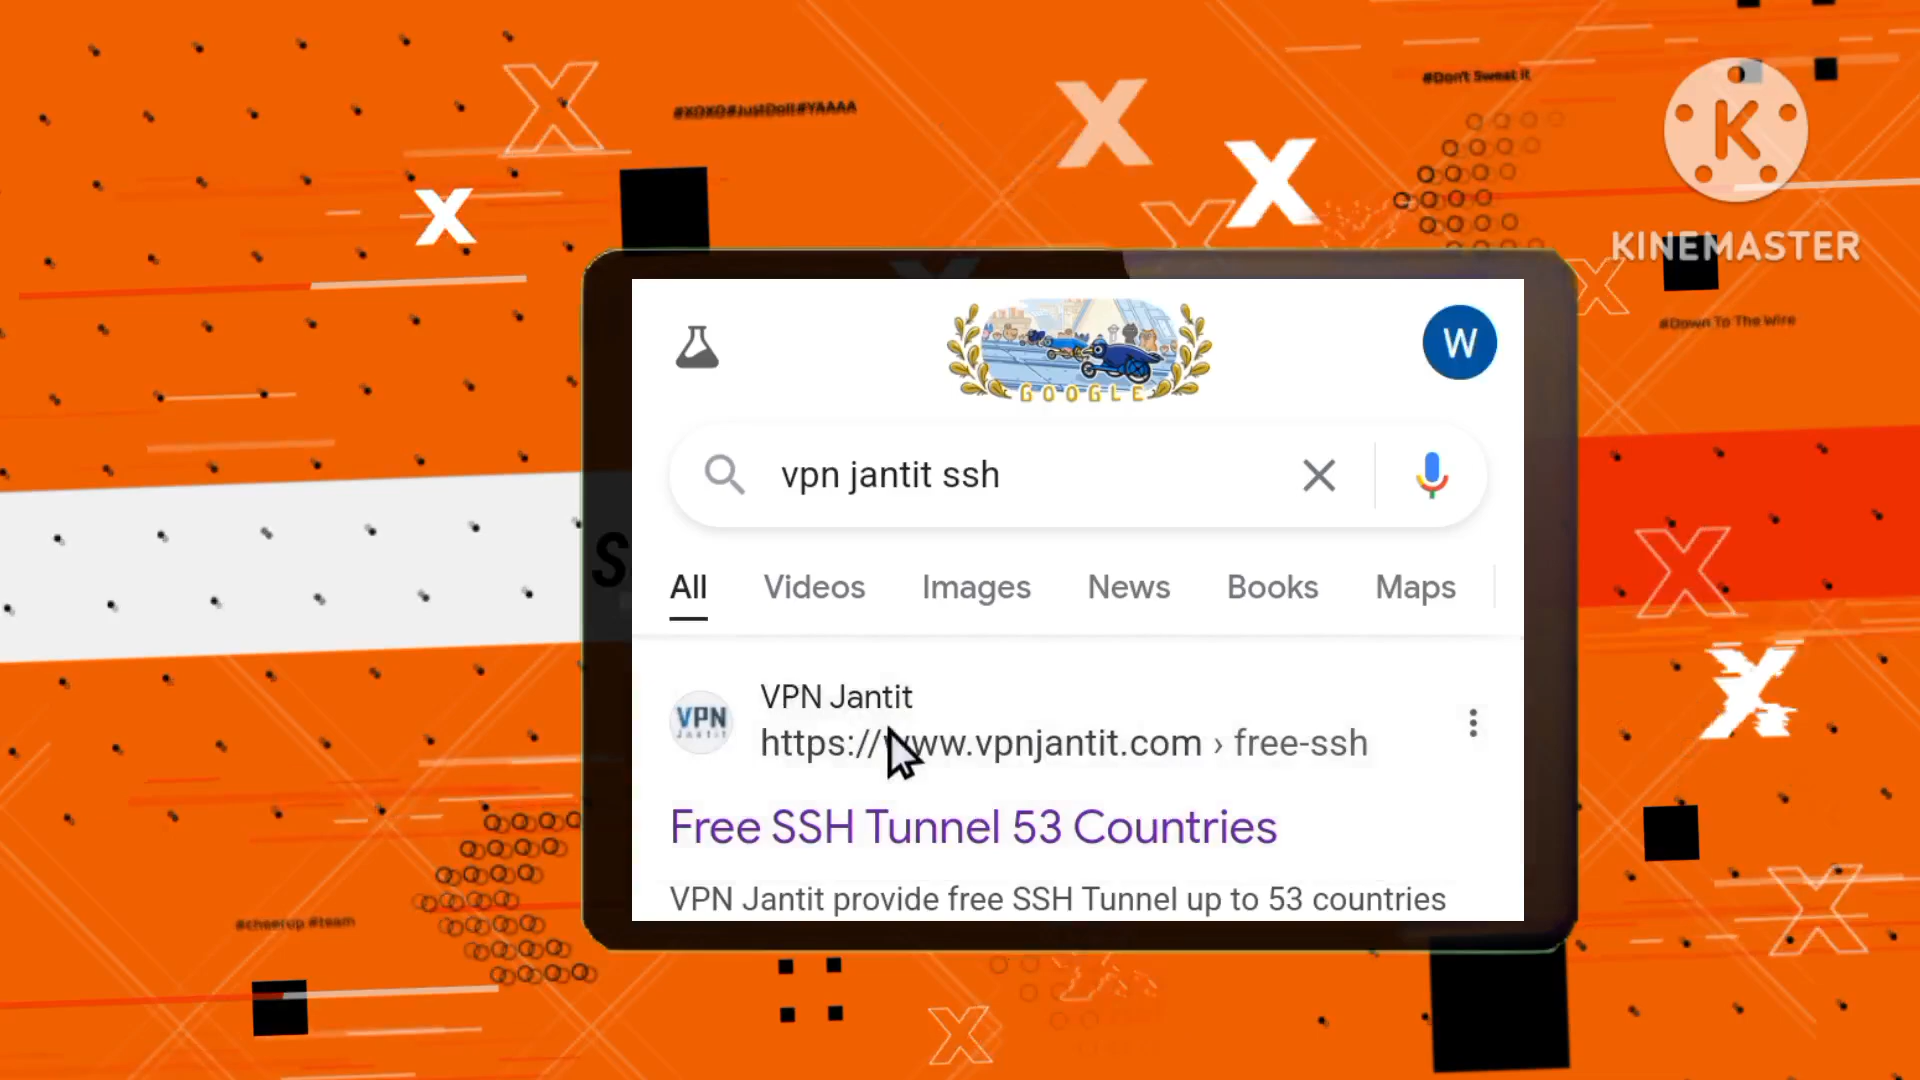 #Don't Sweat it
#XOXO#JustDoIt#YAAAA
K
KINEMASTER
#Down To The Wire
GOOGLE
W
vpn jantit ssh
S
All Videos Images News Books Maps
VPN Jantit
VPN
Jantit
https://www.vpnjantit.com › free-ssh
Free SSH Tunnel 53 Countries
VPN Jantit provide free SSH Tunnel up to 53 countries
#cheerup #team